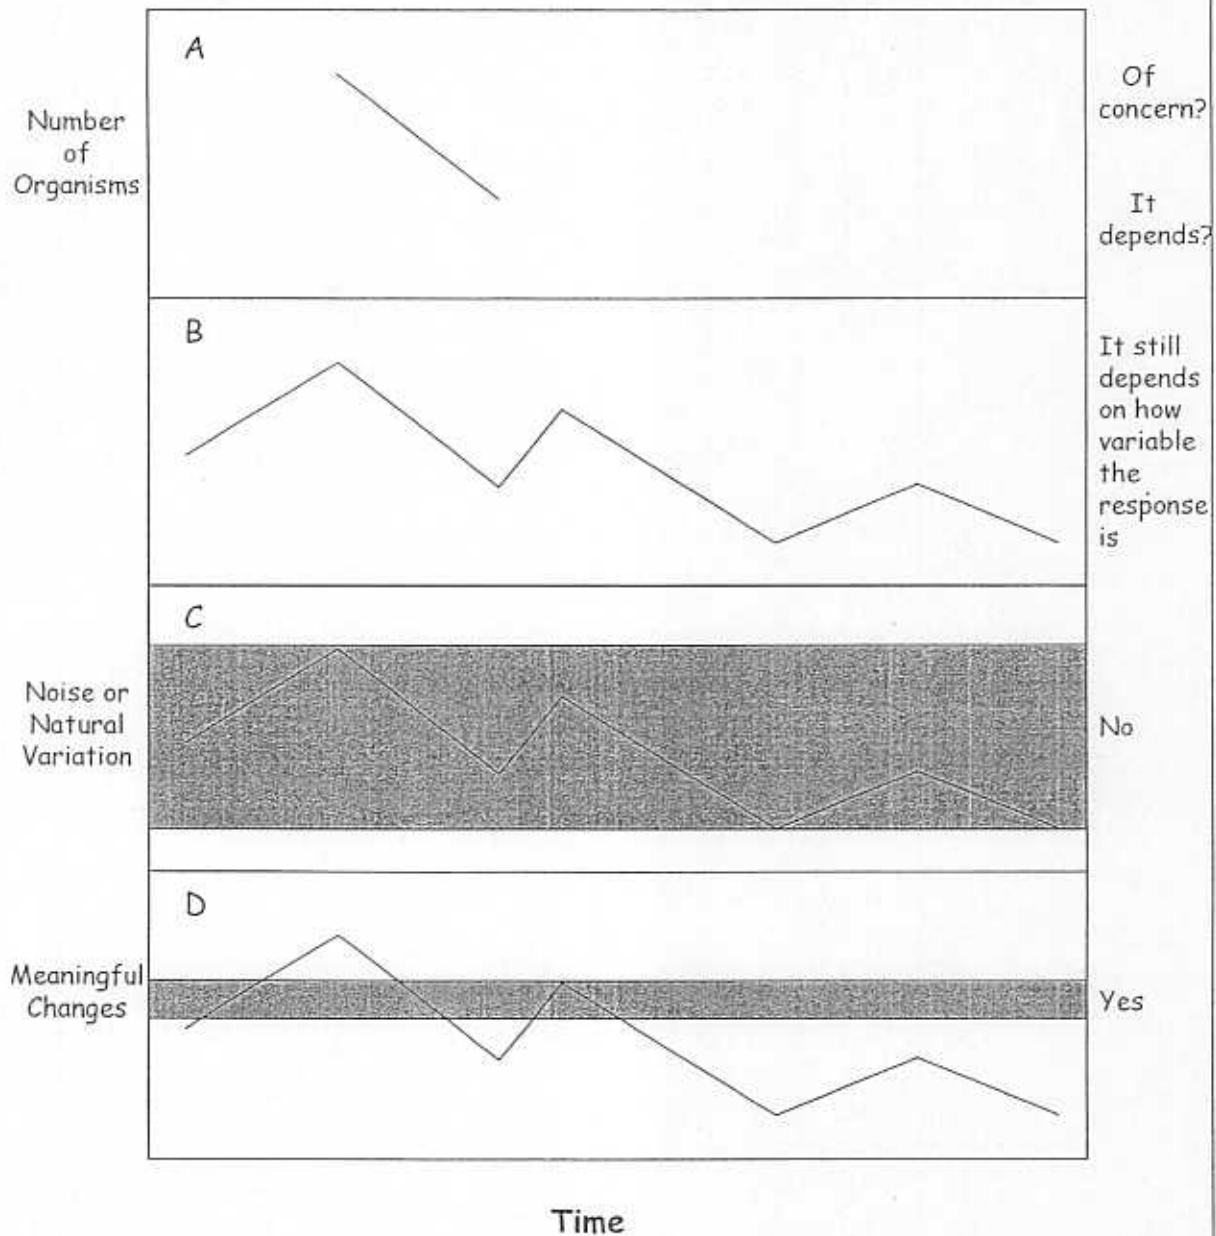 A
Number
of
Organisms
Of
concern?
It
depends?
B
It still
depends
on how
variable
the
response
is
C
Noise or
Natural
Variation
No
D
Meaningful
Changes
Yes
Time